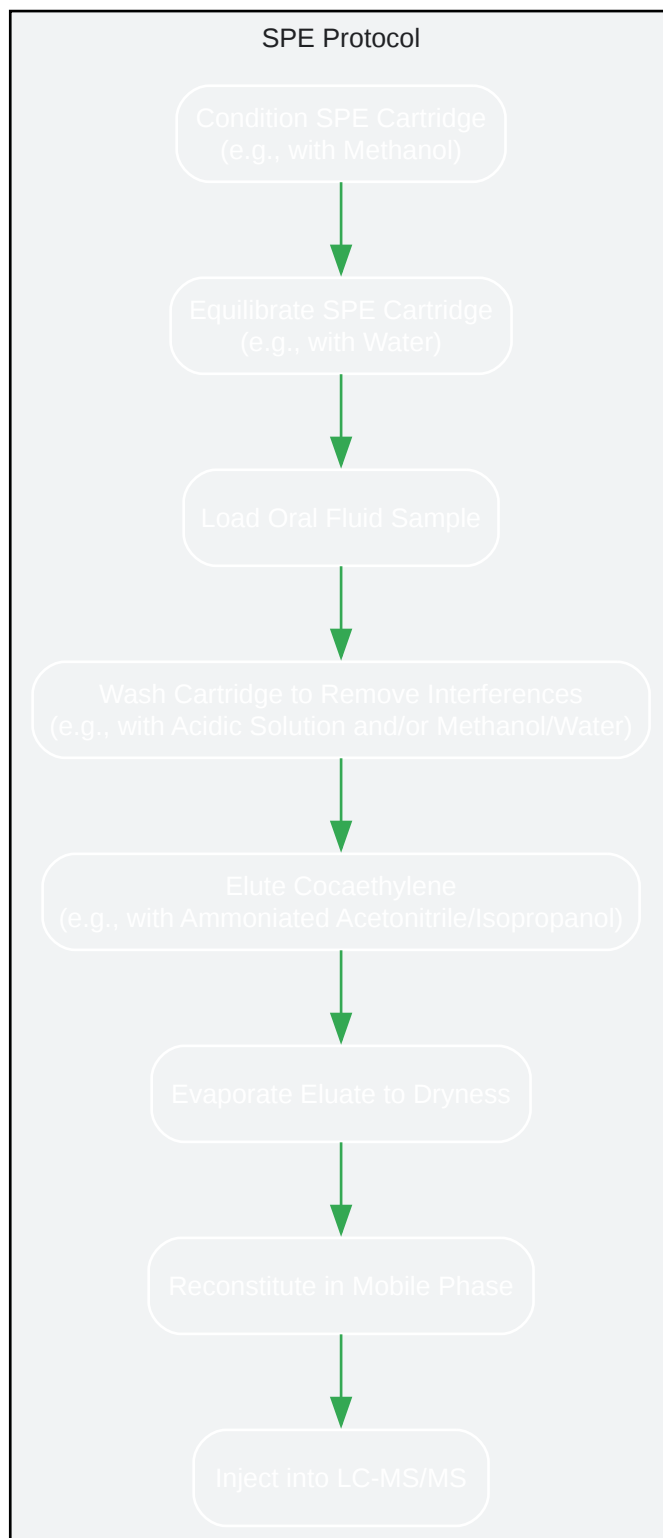 SPE Protocol
Condition SPE Cartridge
(e.g., with Methanol)
Equilibrate SPE Cartridge
(e.g., with Water)
Load Oral Fluid Sample
Wash Cartridge to Remove Interferences
(e.g., with Acidic Solution and/or Methanol/Water)
Elute Cocaethylene
(e.g., with Ammoniated Acetonitrile/Isopropanol)
Evaporate Eluate to Dryness
Reconstitute in Mobile Phase
Inject into LC-MS/MS